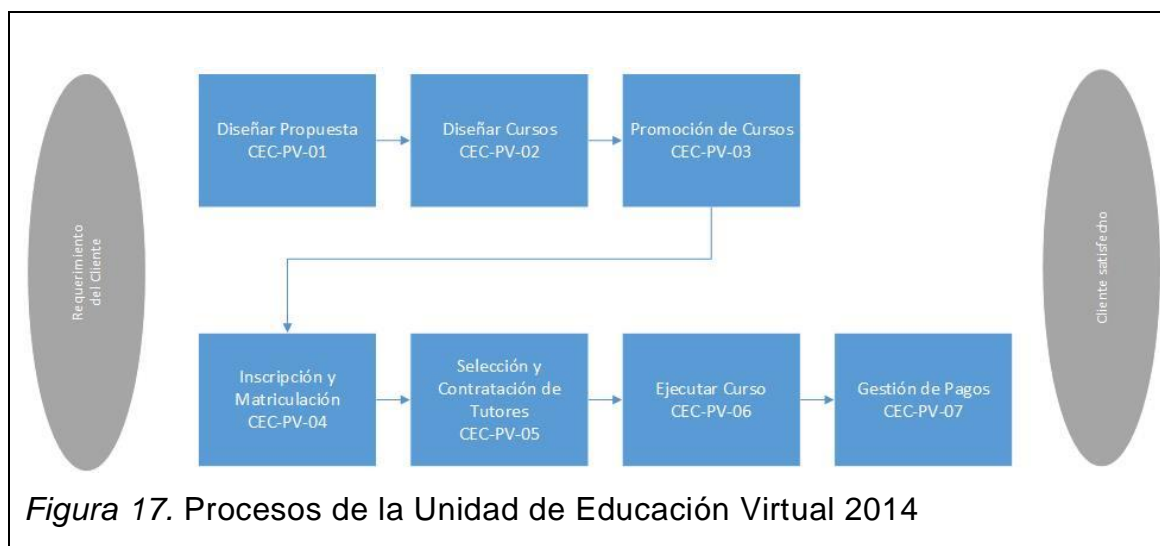 Requerimiento
del Cliente
Diseñar Propuesta
CEC-PV-01
Diseñar Cursos
CEC-PV-02
Promoción de Cursos
CEC-PV-03
Inscripción y
Matriculación
CEC-PV-04
Selección y
Contratación de
Tutores
CEC-PV-05
Ejecutar Curso
CEC-PV-06
Gestión de Pagos
CEC-PV-07
Cliente satisfecho
Figura 17. Procesos de la Unidad de Educación Virtual 2014